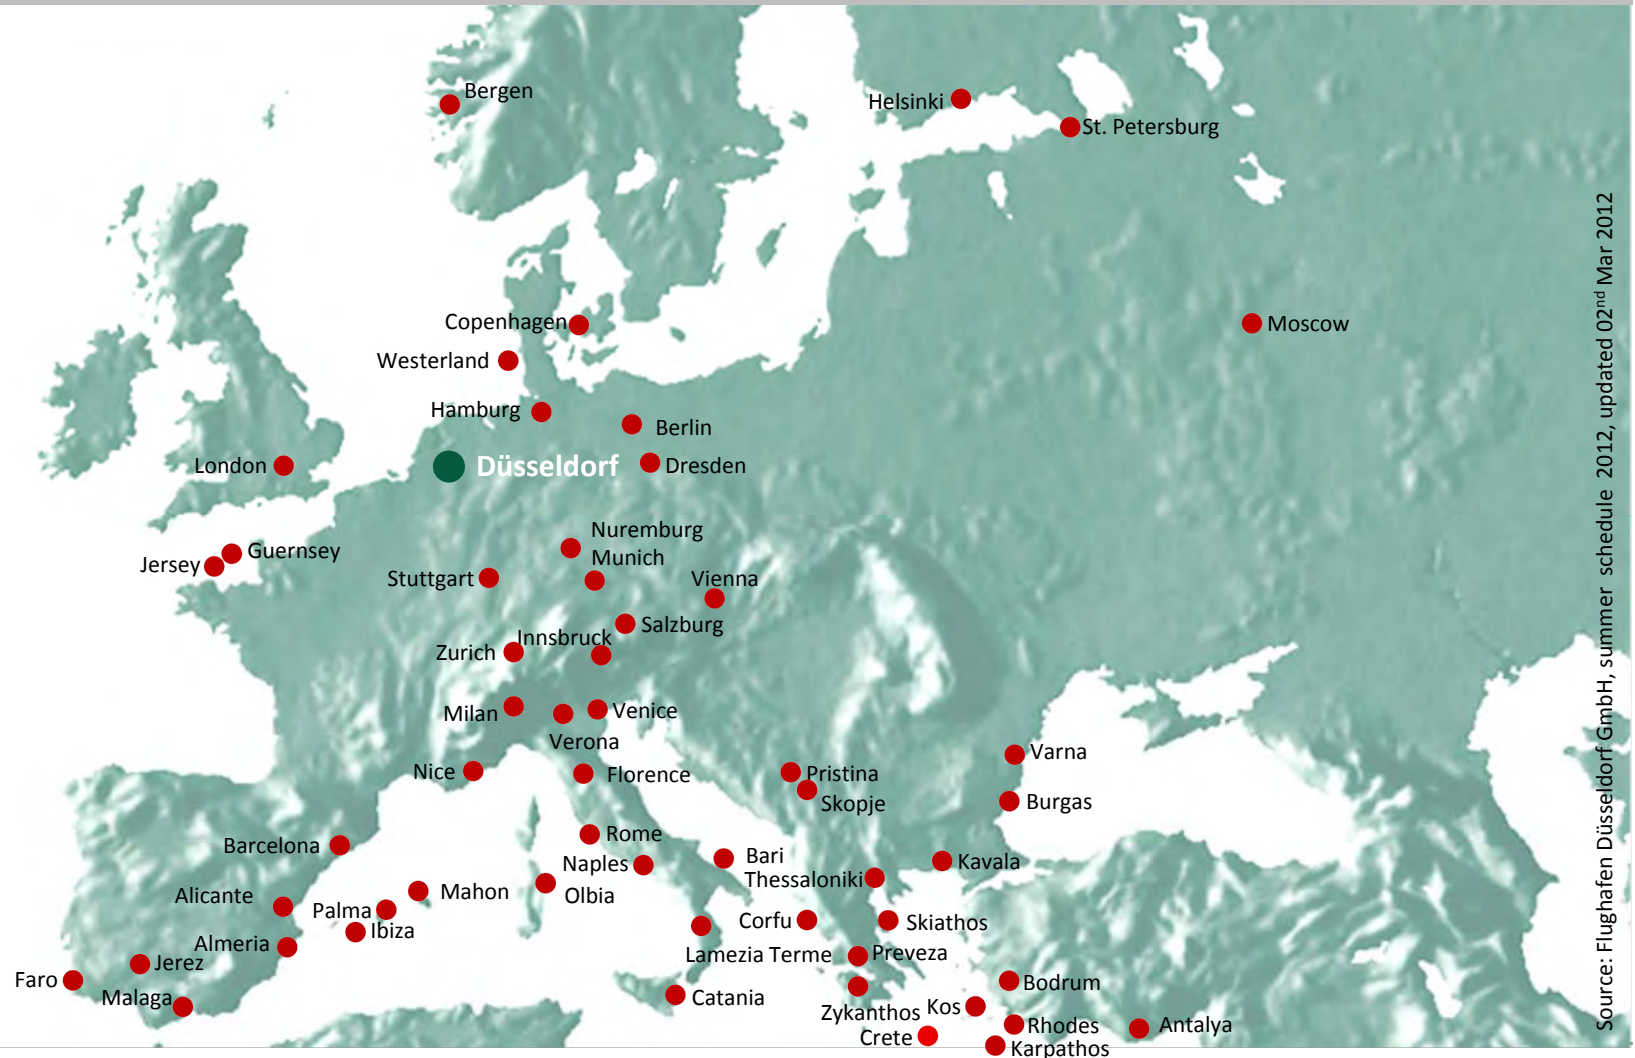 Bergen
Helsinki
St. Petersburg
Copenhagen
Moscow
Westerland
Hamburg
Berlin
London
Düsseldorf
Dresden
Nuremburg
Guernsey
Munich
Jersey
Stuttgart
Vienna
Salzburg
Innsbruck
Zurich
Milan
Venice
Verona
Varna
Nice
Florence
Pristina
Skopje
Burgas
Rome
Barcelona
Bari
Naples
Kavala
Thessaloniki
Mahon
Olbia
Alicante
Palma
Ibiza
Corfu
Skiathos
Almeria
Lamezia Terme
Preveza
Jerez
Faro
Bodrum
Malaga
Catania
Zykanthos
Kos
Rhodes
Antalya
Crete
Karpathos
Source: Flughafen Düsseldorf GmbH, summer schedule 2012, updated 02nd Mar 2012